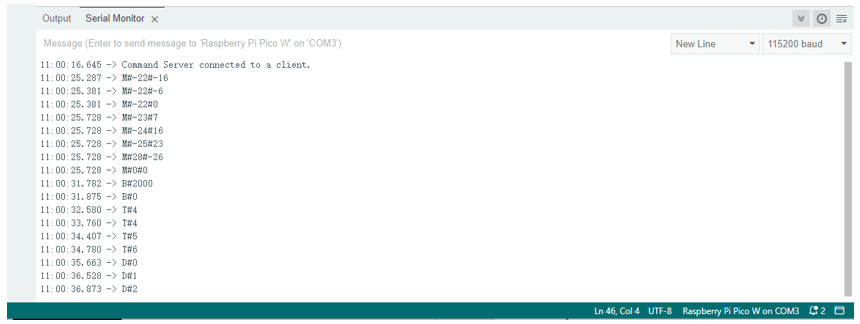 Output Serial Monitor ×
Message (Enter to send message to 'Raspberry Pi Pico W' on 'COM3') New Line 115200 baud
11:00:16.645 -> Command Server connected to a client.
11:00:25.287 -> M#-22#-16
11:00:25.381 -> M#-22#-6
11:00:25.381 -> M#-22#0
11:00:25.728 -> M#-23#7
11:00:25.728 -> M#-24#16
11:00:25.728 -> M#-25#23
11:00:25.728 -> M#28#-26
11:00:25.728 -> M#0#0
11:00:31.782 -> B#2000
11:00:31.875 -> B#0
11:00:32.580 -> T#4
11:00:33.760 -> T#4
11:00:34.407 -> T#5
11:00:34.780 -> T#6
11:00:35.663 -> D#0
11:00:36.528 -> D#1
11:00:36.873 -> D#2
Ln 46, Col 4 UTF-8 Raspberry Pi Pico W on COM3 2